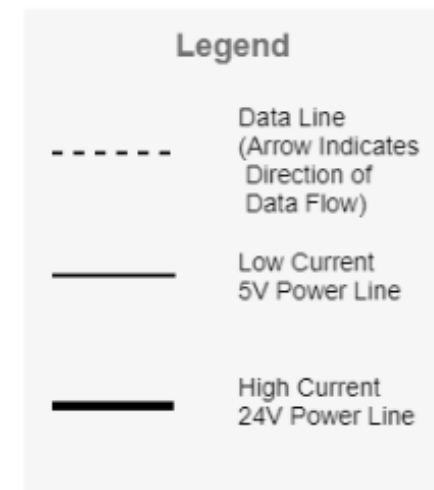 Legend
Data Line
(Arrow Indicates
Direction of
Data Flow)
Low Current
5V Power Line
High Current
24V Power Line